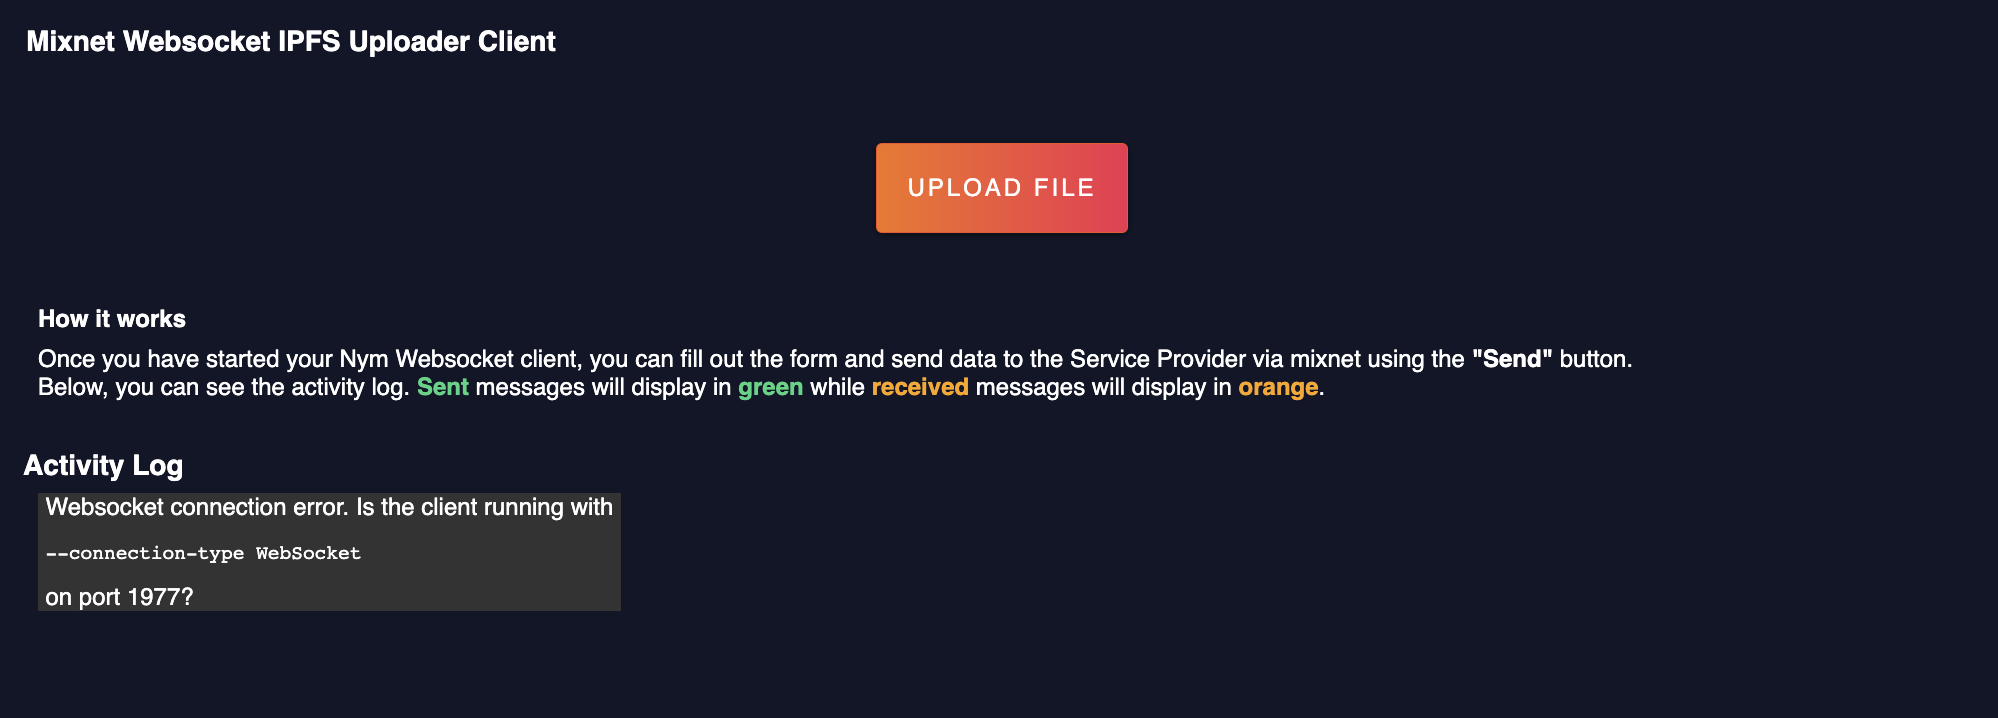 Mixnet Websocket IPFS Uploader Client
UPLOAD FILE
How it works
Once you have started your Nym Websocket client, you can fill out the form and send data to the Service Provider via mixnet using the "Send" button.
Below, you can see the activity log. Sent messages will display in green while received messages will display in orange.
Activity Log
Websocket connection error. Is the client running with
--connection-type WebSocket
on port 1977?